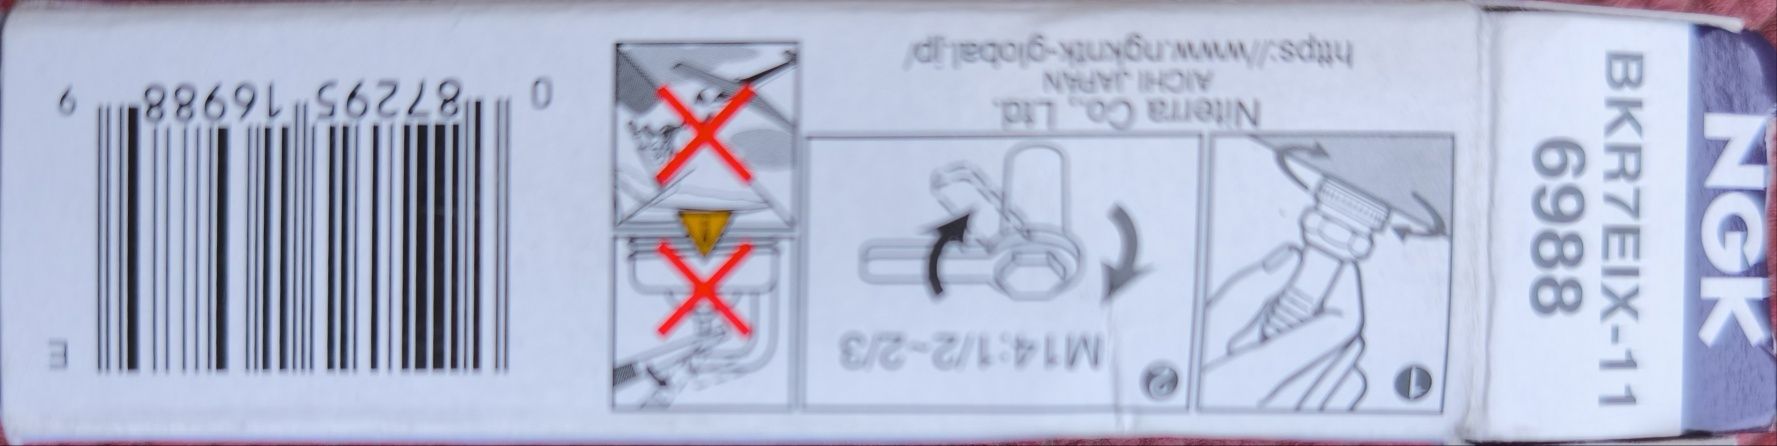 NGK
BKR7EIX-11
6988
1
2
M14:1/2~2/3
Niterra Co., Ltd.
AICHI JAPAN
https://www.ngkntk-global.jp/
m
0 87295 16988 9